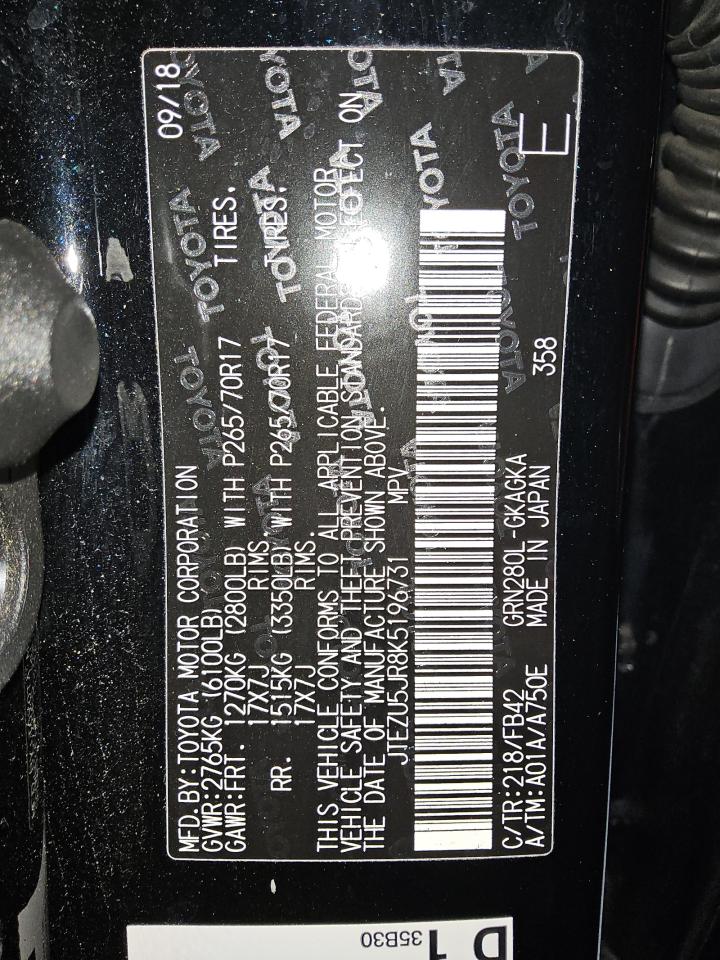 MFD.BY:TOYOTA MOTOR CORPORATION 09/18
GVWR:2765KG (6100LB)
GAWR:FRT. 1270KG (2800LB) WITH P265/70R17 TIRES.
17X7J RIMS.
RR. 1515KG (3350LB) WITH P265/70R17 TIRES.
17X7J RIMS.
THIS VEHICLE CONFORMS TO ALL APPLICABLE FEDERAL MOTOR
VEHICLE SAFETY AND THEFT PREVENTION STANDARDS IN EFFECT ON
THE DATE OF MANUFACTURE SHOWN ABOVE.
JTEZU5JR8K5196731 MPV
C/TR:218/FB42 GRN280L-GKAGKA 358
A/TM:A01A/A750E MADE IN JAPAN E
TOYOTA
D 1
35B30